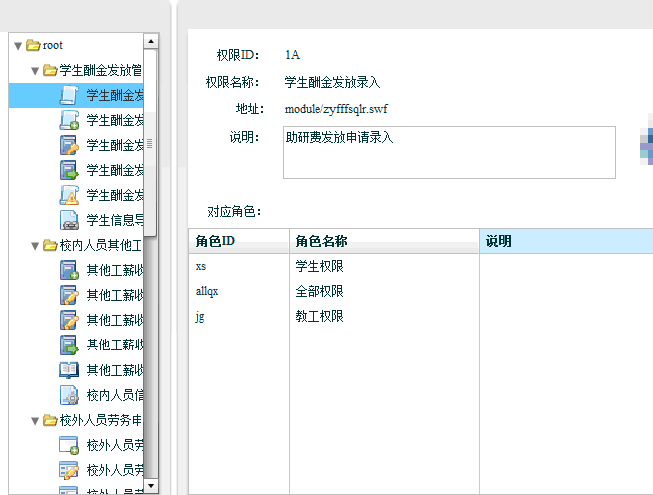 root
学生酬金发放管
学生酬金发
学生酬金发
学生酬金发
学生酬金发
学生酬金发
学生信息导
校内人员其他工
其他工薪收
其他工薪收
其他工薪收
其他工薪收
其他工薪收
校内人员信
校外人员劳务申
校外人员劳
校外人员劳
权限ID： 1A
权限名称： 学生酬金发放录入
地址： module/zyfffsqlr.swf
说明： 助研费发放申请录入
对应角色：
角色ID 角色名称 说明
xs 学生权限
allqx 全部权限
jg 教工权限